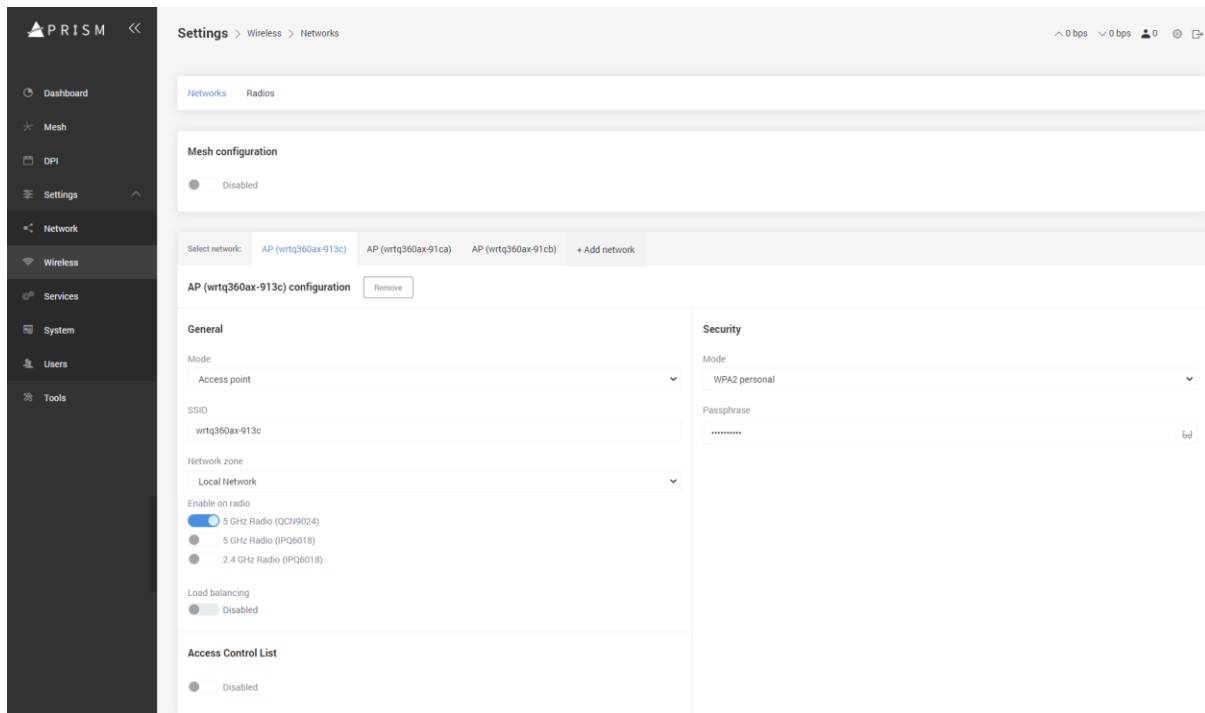 PRISM
Settings > Wireless > Networks
0 bps 0 bps 0
Dashboard
Mesh
DPI
Settings
Network
Wireless
Services
System
Users
Tools
Networks Radios
Mesh configuration
Disabled
Select network: AP (wrtq360ax-913c) AP (wrtq360ax-91ca) AP (wrtq360ax-91cb) + Add network
AP (wrtq360ax-913c) configuration Remove
General
Mode
Access point
SSID
wrtq360ax-913c
Network zone
Local Network
Enable on radio
5 GHz Radio (QCN9024)
5 GHz Radio (IPQ6018)
2.4 GHz Radio (IPQ6018)
Load balancing
Disabled
Access Control List
Disabled
Security
Mode
WPA2 personal
Passphrase
••••••••••